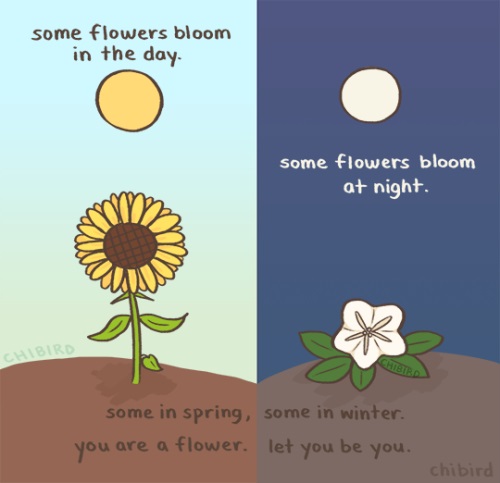 some flowers bloom
in the day.
some flowers bloom
at night.
CHIBIRD
CHIBIRD
some in spring, some in winter.
you are a flower. let you be you.
chibird